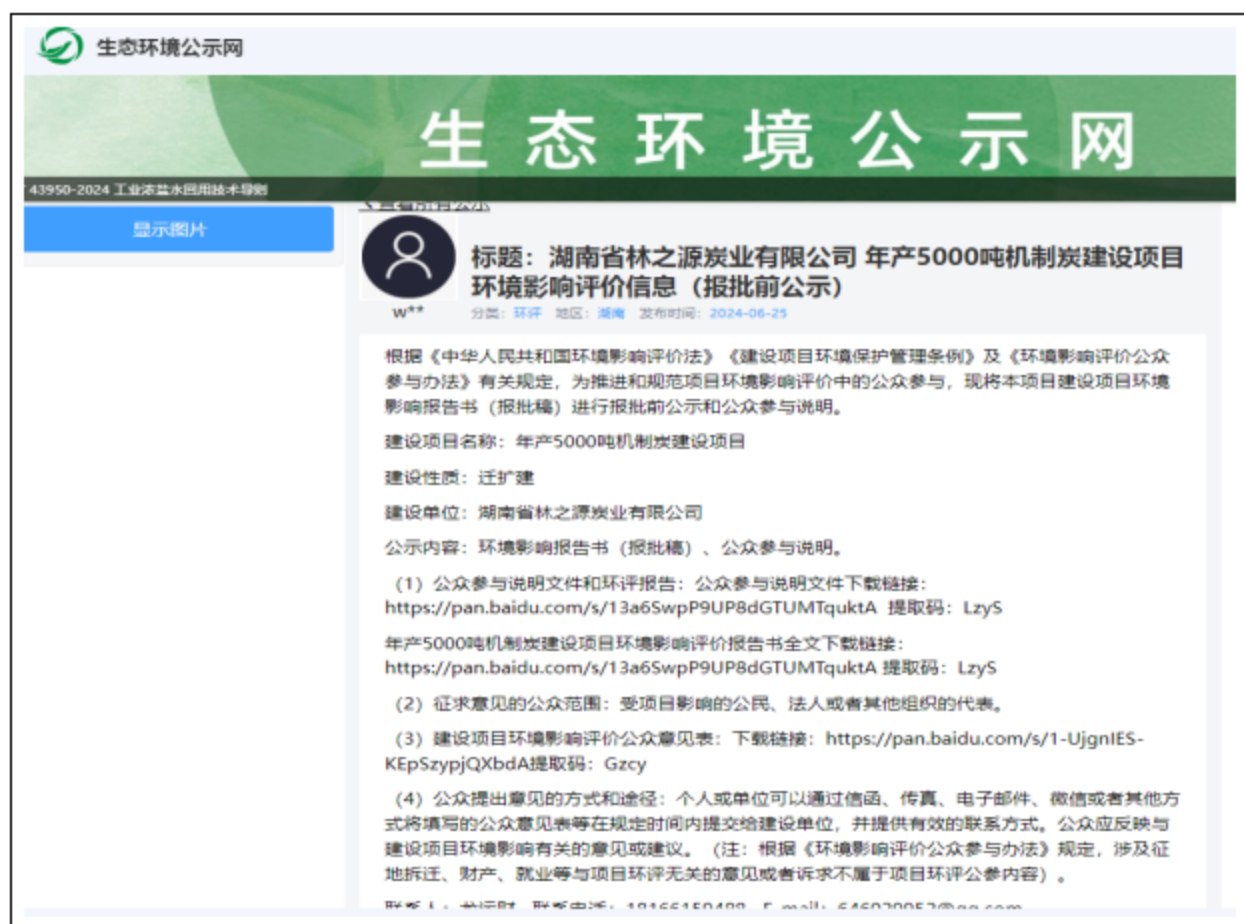 生态环境公示网
生态环境公示网
43950-2024 工业浓盐水回用技术导则
查看所有公示
显示图片
标题：湖南省林之源炭业有限公司 年产5000吨机制炭建设项目
环境影响评价信息（报批前公示）
w**
分类：环评 地区：湖南 发布时间：2024-06-25
根据《中华人民共和国环境影响评价法》《建设项目环境保护管理条例》及《环境影响评价公众
参与办法》有关规定，为推进和规范项目环境影响评价中的公众参与，现将本项目建设项目环境
影响报告书（报批稿）进行报批前公示和公众参与说明。
建设项目名称：年产5000吨机制炭建设项目
建设性质：迁扩建
建设单位：湖南省林之源炭业有限公司
公示内容：环境影响报告书（报批稿）、公众参与说明。
（1）公众参与说明文件和环评报告：公众参与说明文件下载链接：
https://pan.baidu.com/s/13a6SwpP9UP8dGTUMTquktA 提取码：LzyS
年产5000吨机制炭建设项目环境影响评价报告书全文下载链接：
https://pan.baidu.com/s/13a6SwpP9UP8dGTUMTquktA 提取码：LzyS
（2）征求意见的公众范围：受项目影响的公民、法人或者其他组织的代表。
（3）建设项目环境影响评价公众意见表：下载链接：https://pan.baidu.com/s/1-UjgnIES-
KEpSzypjQXbdA提取码：Gzcy
（4）公众提出意见的方式和途径：个人或单位可以通过信函、传真、电子邮件、微信或者其他方
式将填写的公众意见表等在规定时间内提交给建设单位，并提供有效的联系方式。公众应反映与
建设项目环境影响有关的意见或建议。（注：根据《环境影响评价公众参与办法》规定，涉及征
地拆迁、财产、就业等与项目环评无关的意见或者诉求不属于项目环评公参内容）。
联系人： 联系电话： E-mail：